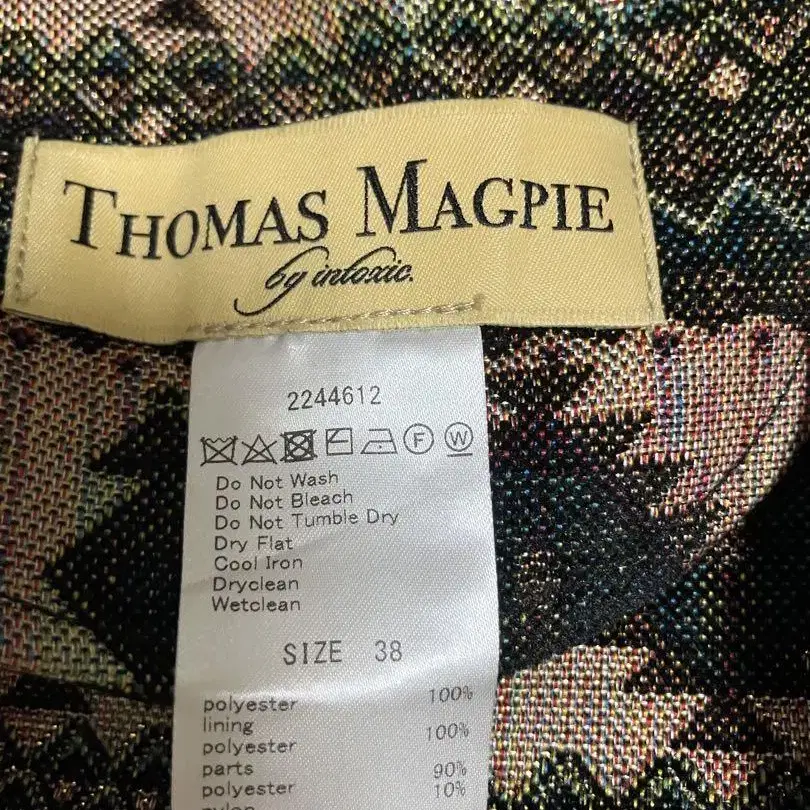 THOMAS MAGPIE
by intoxic.
2244612
F W
Do Not Wash
Do Not Bleach
Do Not Tumble Dry
Dry Flat
Cool Iron
Dryclean
Wetclean
SIZE 38
polyester 100%
lining
polyester 100%
parts
polyester 90%
nylon 10%